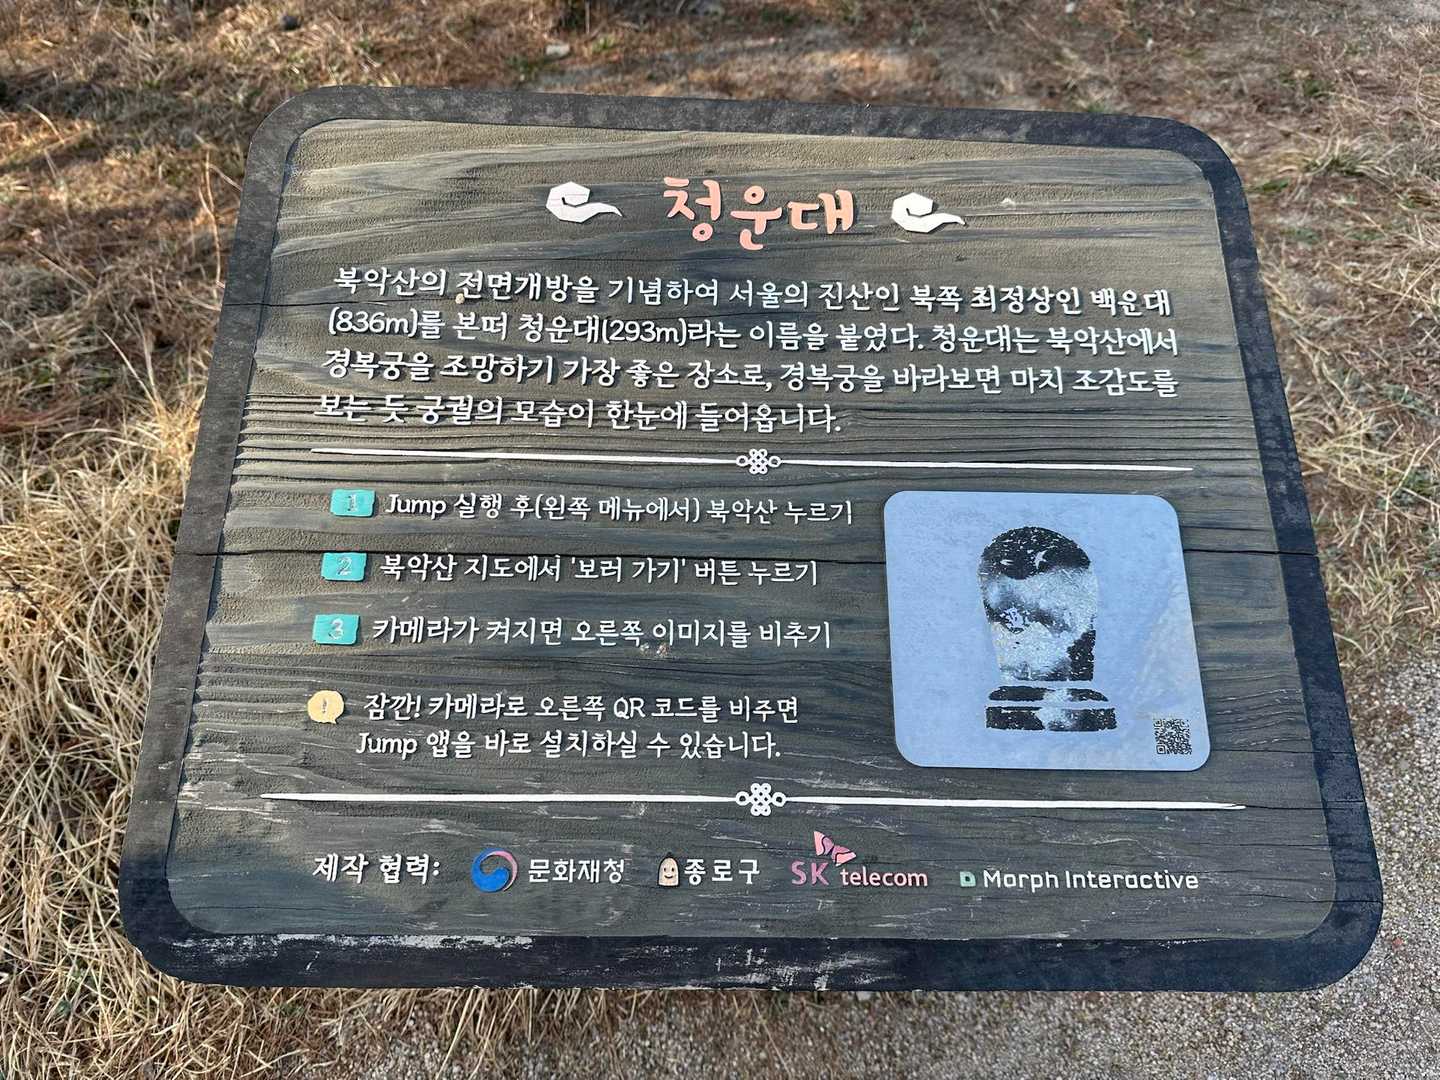 청운대
북악산의 전면개방을 기념하여 서울의 진산인 북쪽 최정상인 백운대
(836m)를 본떠 청운대(293m)라는 이름을 붙였다. 청운대는 북악산에서
경복궁을 조망하기 가장 좋은 장소로, 경복궁을 바라보면 마치 조감도를
보는 듯 궁궐의 모습이 한눈에 들어옵니다.
1 Jump 실행 후(왼쪽 메뉴에서) 북악산 누르기
2 북악산 지도에서 '보러 가기' 버튼 누르기
3 카메라가 켜지면 오른쪽 이미지를 비추기
! 잠깐! 카메라로 오른쪽 QR 코드를 비추면
Jump 앱을 바로 설치하실 수 있습니다.
제작 협력: 문화재청 종로구 SK telecom Morph Interactive